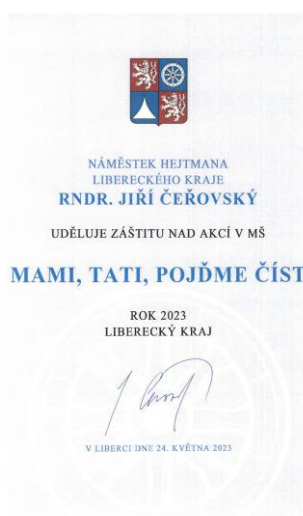 NÁMĚSTEK HEJTMANA
LIBERECKÉHO KRAJE
RNDR. JIŘÍ ČEŘOVSKÝ
UDĚLUJE ZÁŠTITU NAD AKCÍ V MŠ
MAMI, TATI, POJĎME ČÍST
ROK 2023
LIBERECKÝ KRAJ
V LIBERCI DNE 24. KVĚTNA 2023